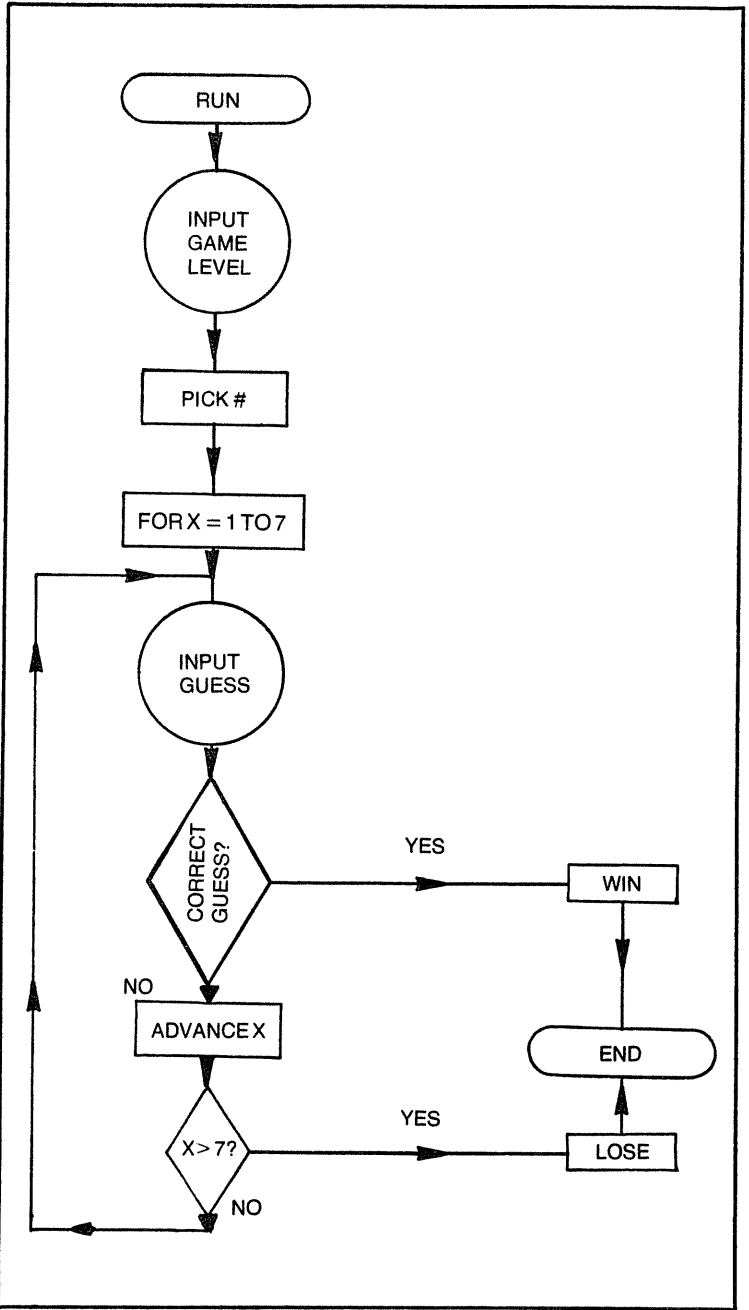 RUN
INPUT
GAME
LEVEL
PICK #
FOR X = 1 TO 7
INPUT
GUESS
CORRECT
GUESS?
YES
WIN
NO
ADVANCE X
END
X > 7?
YES
LOSE
NO